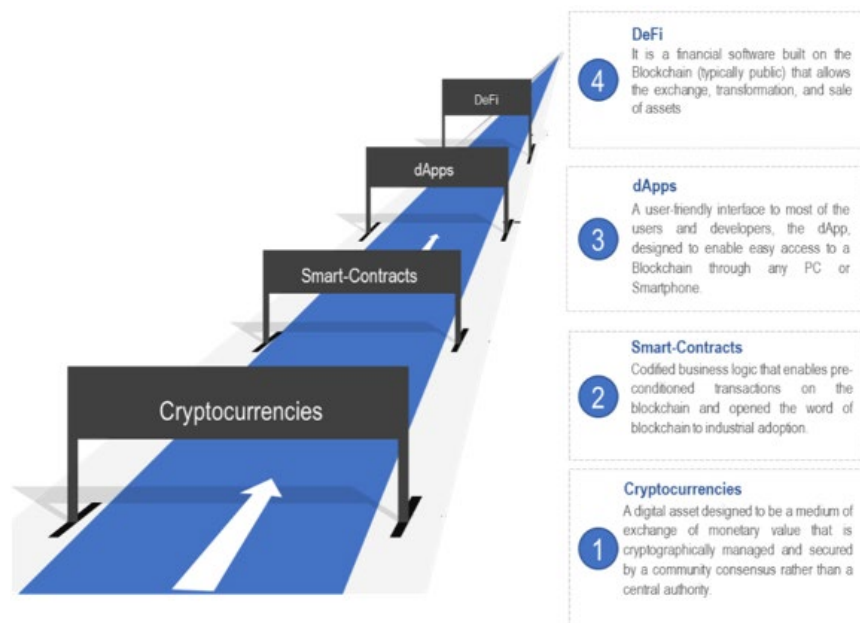 DeFi
dApps
Smart-Contracts
Cryptocurrencies
4
DeFi
It is a financial software built on the
Blockchain (typically public) that allows
the exchange, transformation, and sale
of assets
3
dApps
A user-friendly interface to most of the
users and developers, the dApp,
designed to enable easy access to a
Blockchain through any PC or
Smartphone.
2
Smart-Contracts
Codified business logic that enables pre-
conditioned transactions on the
blockchain and opened the word of
blockchain to industrial adoption.
1
Cryptocurrencies
A digital asset designed to be a medium of
exchange of monetary value that is
cryptographically managed and secured
by a community consensus rather than a
central authority.